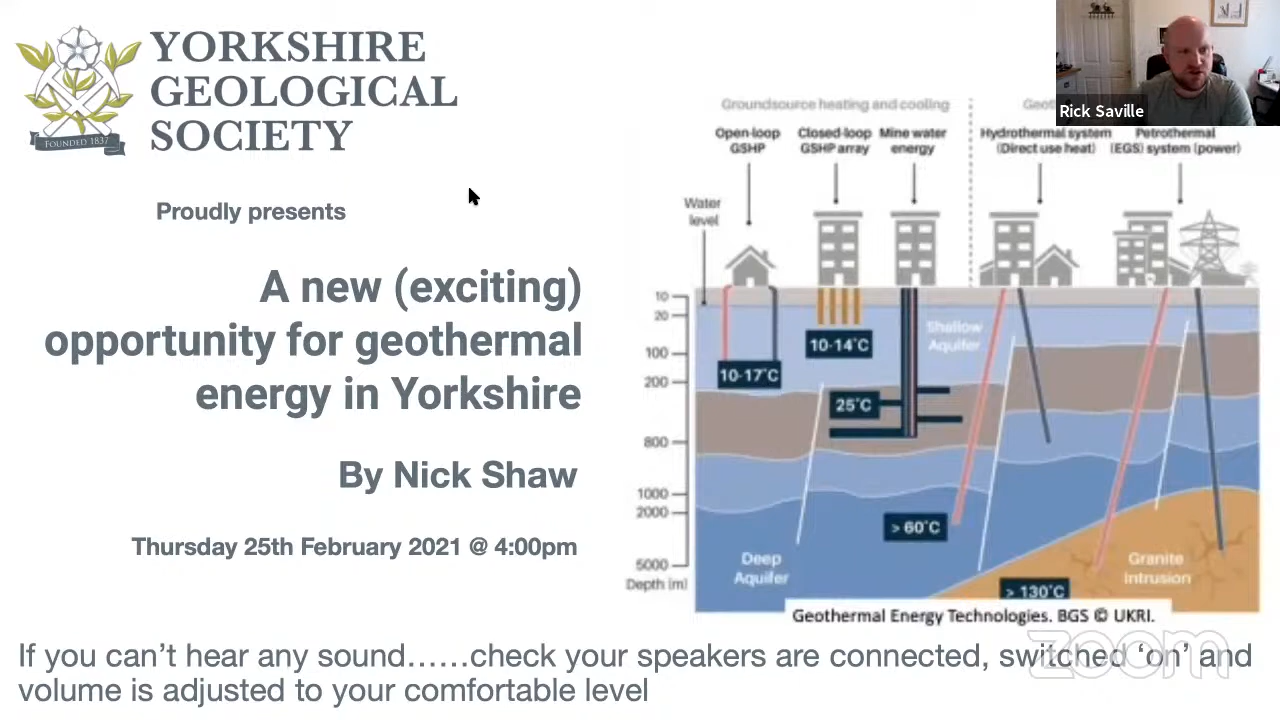 YORKSHIRE
GEOLOGICAL
SOCIETY
FOUNDED 1837
Proudly presents
A new (exciting)
opportunity for geothermal
energy in Yorkshire
By Nick Shaw
Thursday 25th February 2021 @ 4:00pm
Rick Saville
Groundsource heating and cooling
Open-loop
GSHP
Closed-loop
GSHP array
Mine water
energy
Hydrothermal system
(Direct use heat)
Petrothermal
(EGS) system (power)
Water
level
10
20
100
200
800
1000
2000
5000
Depth (m)
10-17°C
10-14°C
25°C
> 60°C
> 130°C
Shallow
Aquifer
Deep
Aquifer
Granite
Intrusion
Geothermal Energy Technologies. BGS © UKRI.
zoom
If you can’t hear any sound……check your speakers are connected, switched ‘on’ and
volume is adjusted to your comfortable level